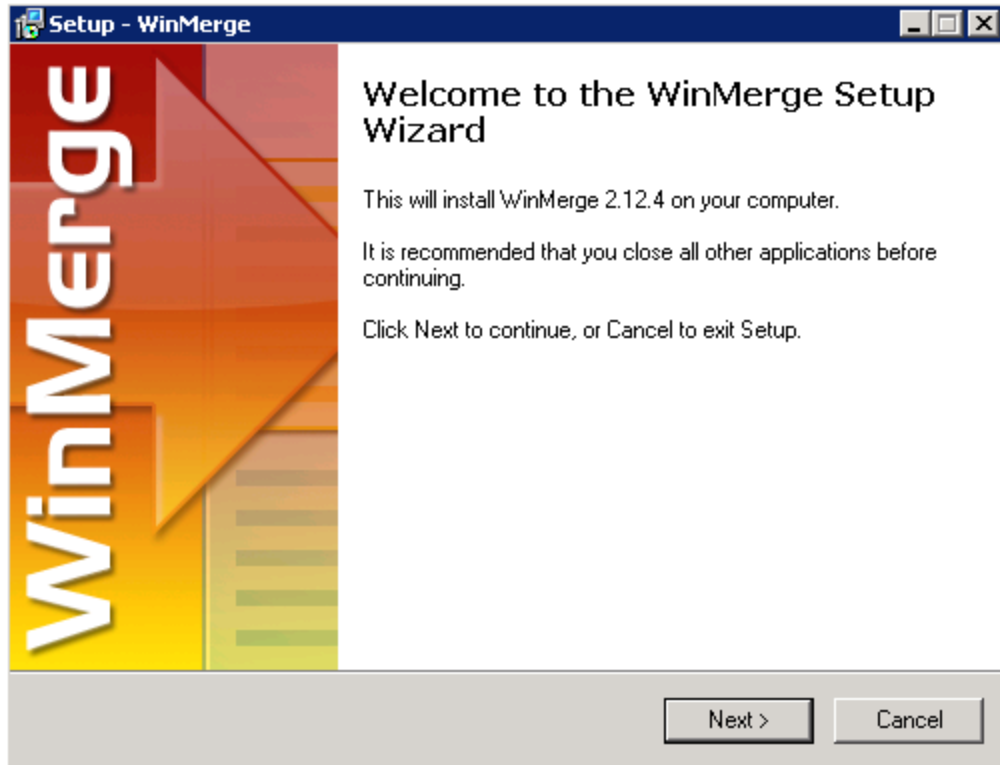 Setup - WinMerge
WinMerge
Welcome to the WinMerge Setup
Wizard
This will install WinMerge 2.12.4 on your computer.
It is recommended that you close all other applications before
continuing.
Click Next to continue, or Cancel to exit Setup.
Next >
Cancel